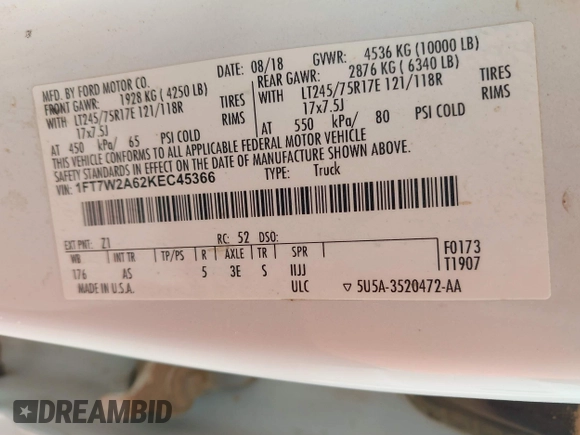 MFD. BY FORD MOTOR CO.
DATE: 08/18
GVWR: 4536 KG (10000 LB)
FRONT GAWR: 1928 KG ( 4250 LB)
REAR GAWR: 2876 KG ( 6340 LB)
WITH LT245/75R17E 121/118R TIRES
WITH LT245/75R17E 121/118R TIRES
17x7.5J RIMS
17x7.5J RIMS
AT 450 kPa/ 65 PSI COLD
AT 550 kPa/ 80 PSI COLD
THIS VEHICLE CONFORMS TO ALL APPLICABLE FEDERAL MOTOR VEHICLE
SAFETY STANDARDS IN EFFECT ON THE DATE OF MANUFACTURE SHOWN ABOVE.
VIN: 1FT7W2A62KEC45366
TYPE: Truck
EXT PNT: Z1
RC: 52 DSO:
WB INT TR TP/PS R AXLE TR SPR
176 AS 5 3E S IIJJ
F0173
T1907
MADE IN U.S.A.
ULC
▽ 5U5A-3520472-AA
DREAMBID